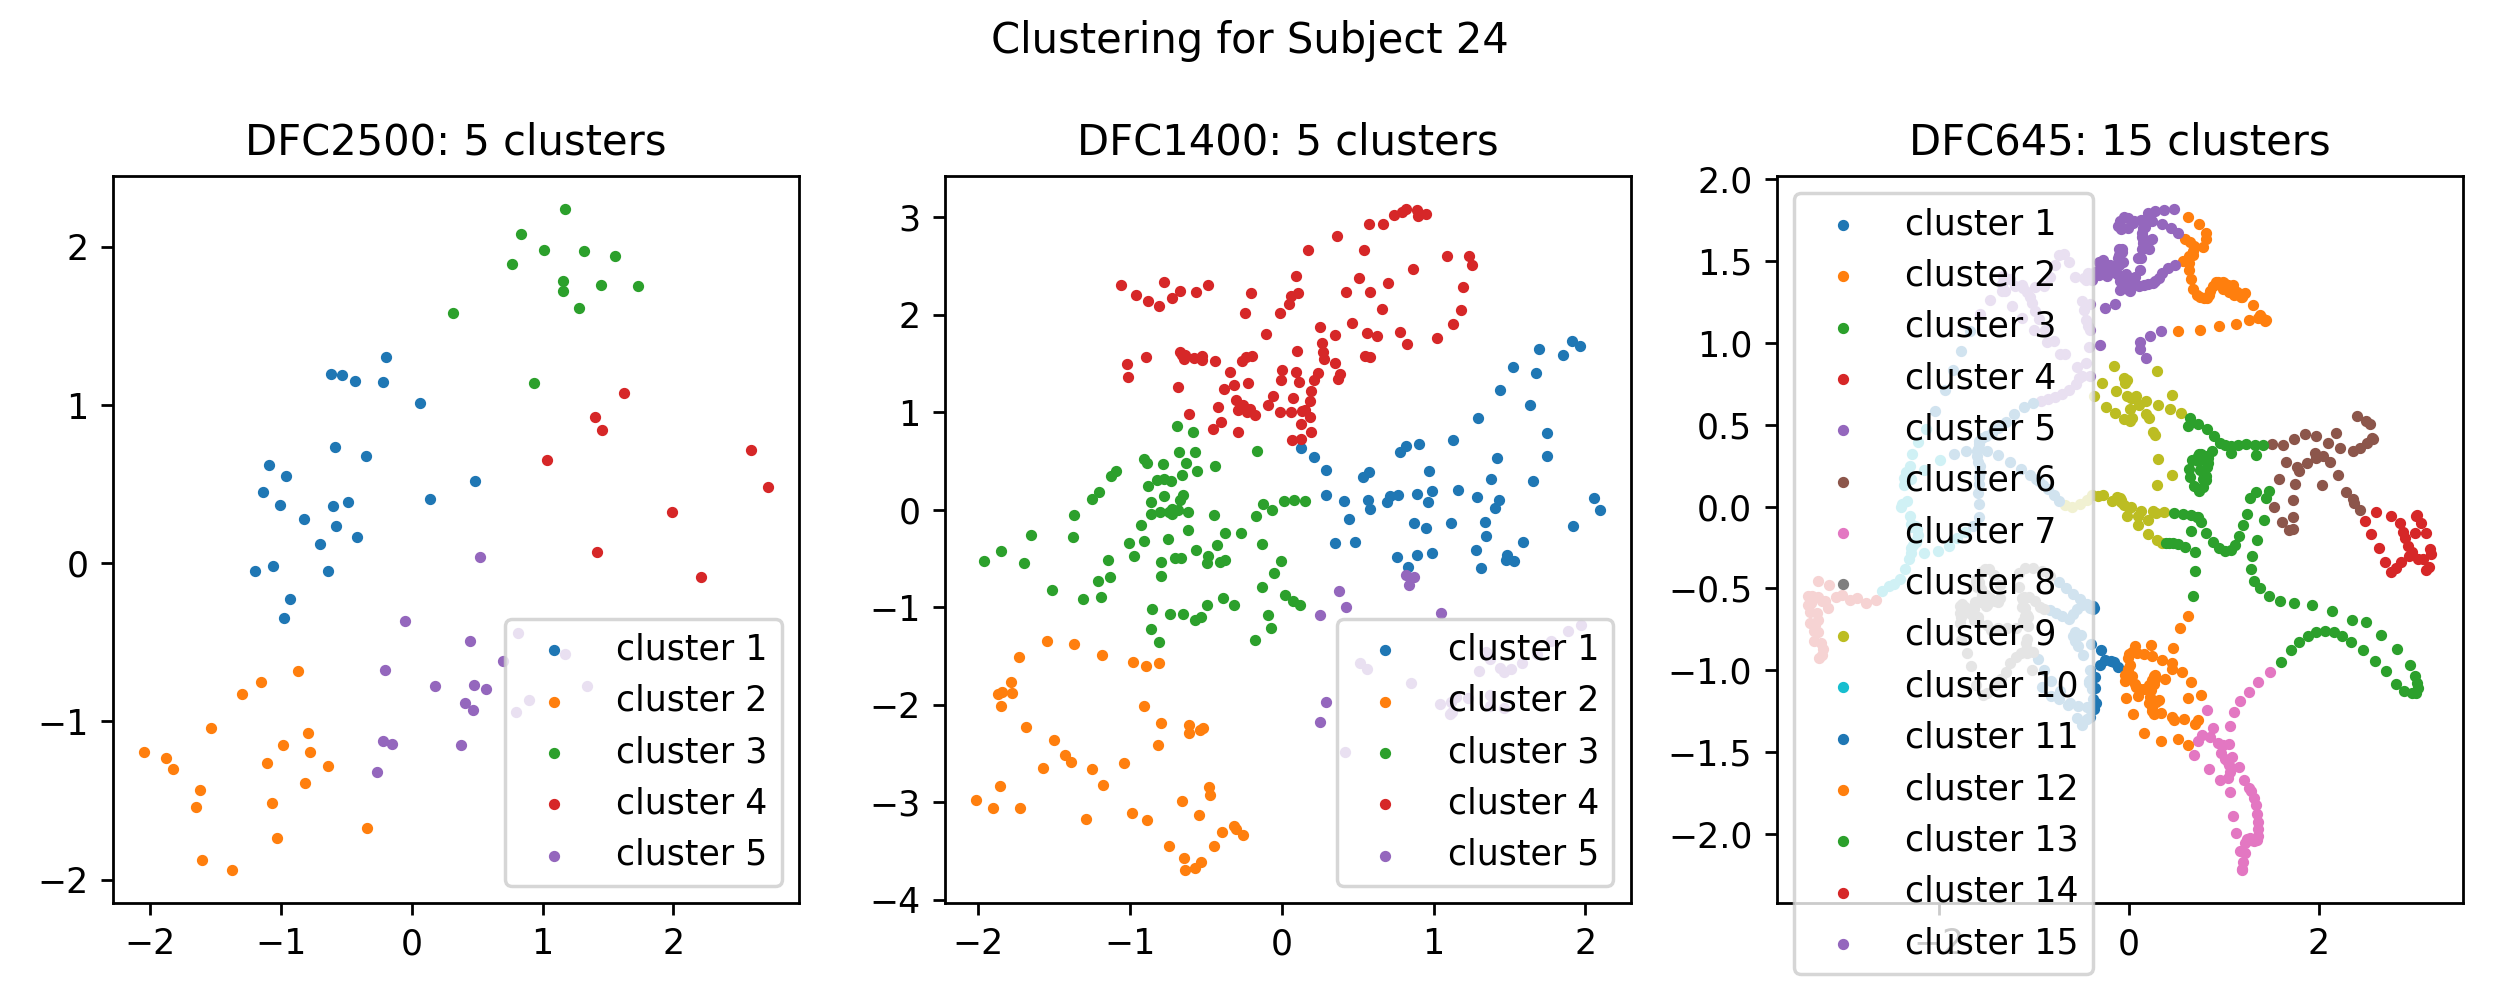 Clustering for Subject 24
DFC2500: 5 clusters
2
1
0
−1
−2
−2 −1 0 1 2
cluster 1
cluster 2
cluster 3
cluster 4
cluster 5
DFC1400: 5 clusters
3
2
1
0
−1
−2
−3
−4
−2 −1 0 1 2
cluster 1
cluster 2
cluster 3
cluster 4
cluster 5
DFC645: 15 clusters
2.0
1.5
1.0
0.5
0.0
−0.5
−1.0
−1.5
−2.0
−2 0 2
cluster 1
cluster 2
cluster 3
cluster 4
cluster 5
cluster 6
cluster 7
cluster 8
cluster 9
cluster 10
cluster 11
cluster 12
cluster 13
cluster 14
cluster 15